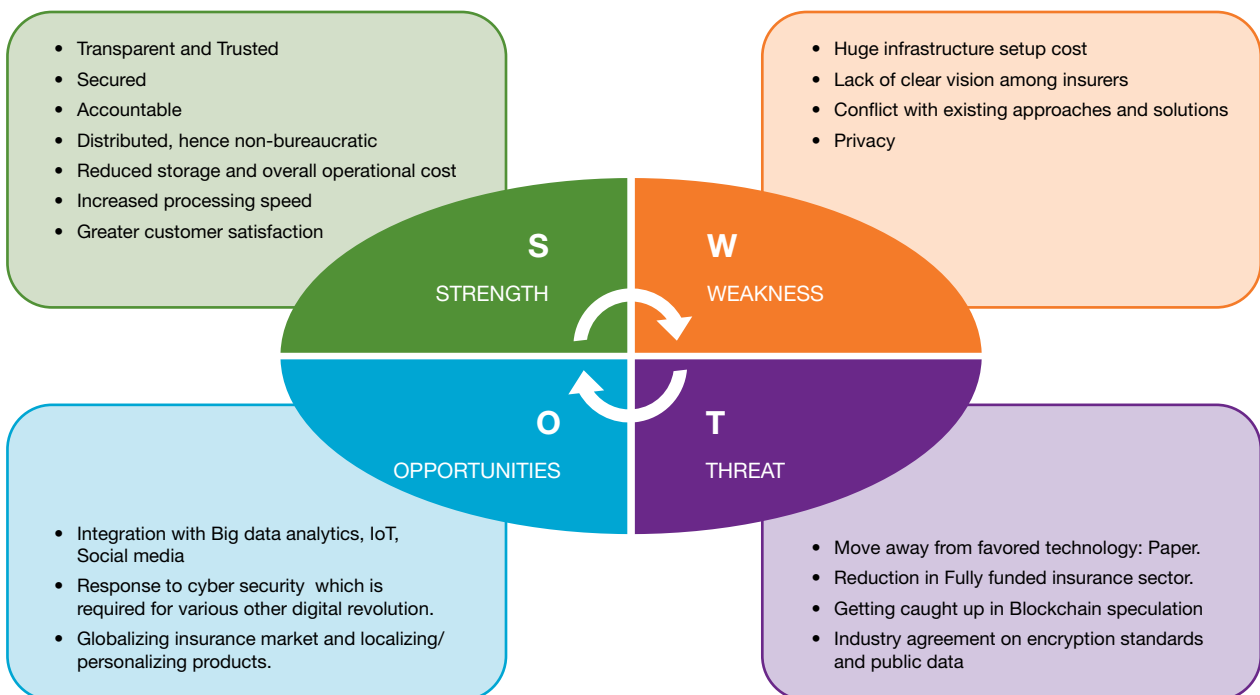 • Transparent and Trusted
• Secured
• Accountable
• Distributed, hence non-bureaucratic
• Reduced storage and overall operational cost
• Increased processing speed
• Greater customer satisfaction
• Huge infrastructure setup cost
• Lack of clear vision among insurers
• Conflict with existing approaches and solutions
• Privacy
S
STRENGTH
W
WEAKNESS
O
OPPORTUNITIES
T
THREAT
• Integration with Big data analytics, IoT,
Social media
• Response to cyber security  which is
required for various other digital revolution.
• Globalizing insurance market and localizing/
personalizing products.
• Move away from favored technology: Paper.
• Reduction in Fully funded insurance sector.
• Getting caught up in Blockchain speculation
• Industry agreement on encryption standards
and public data